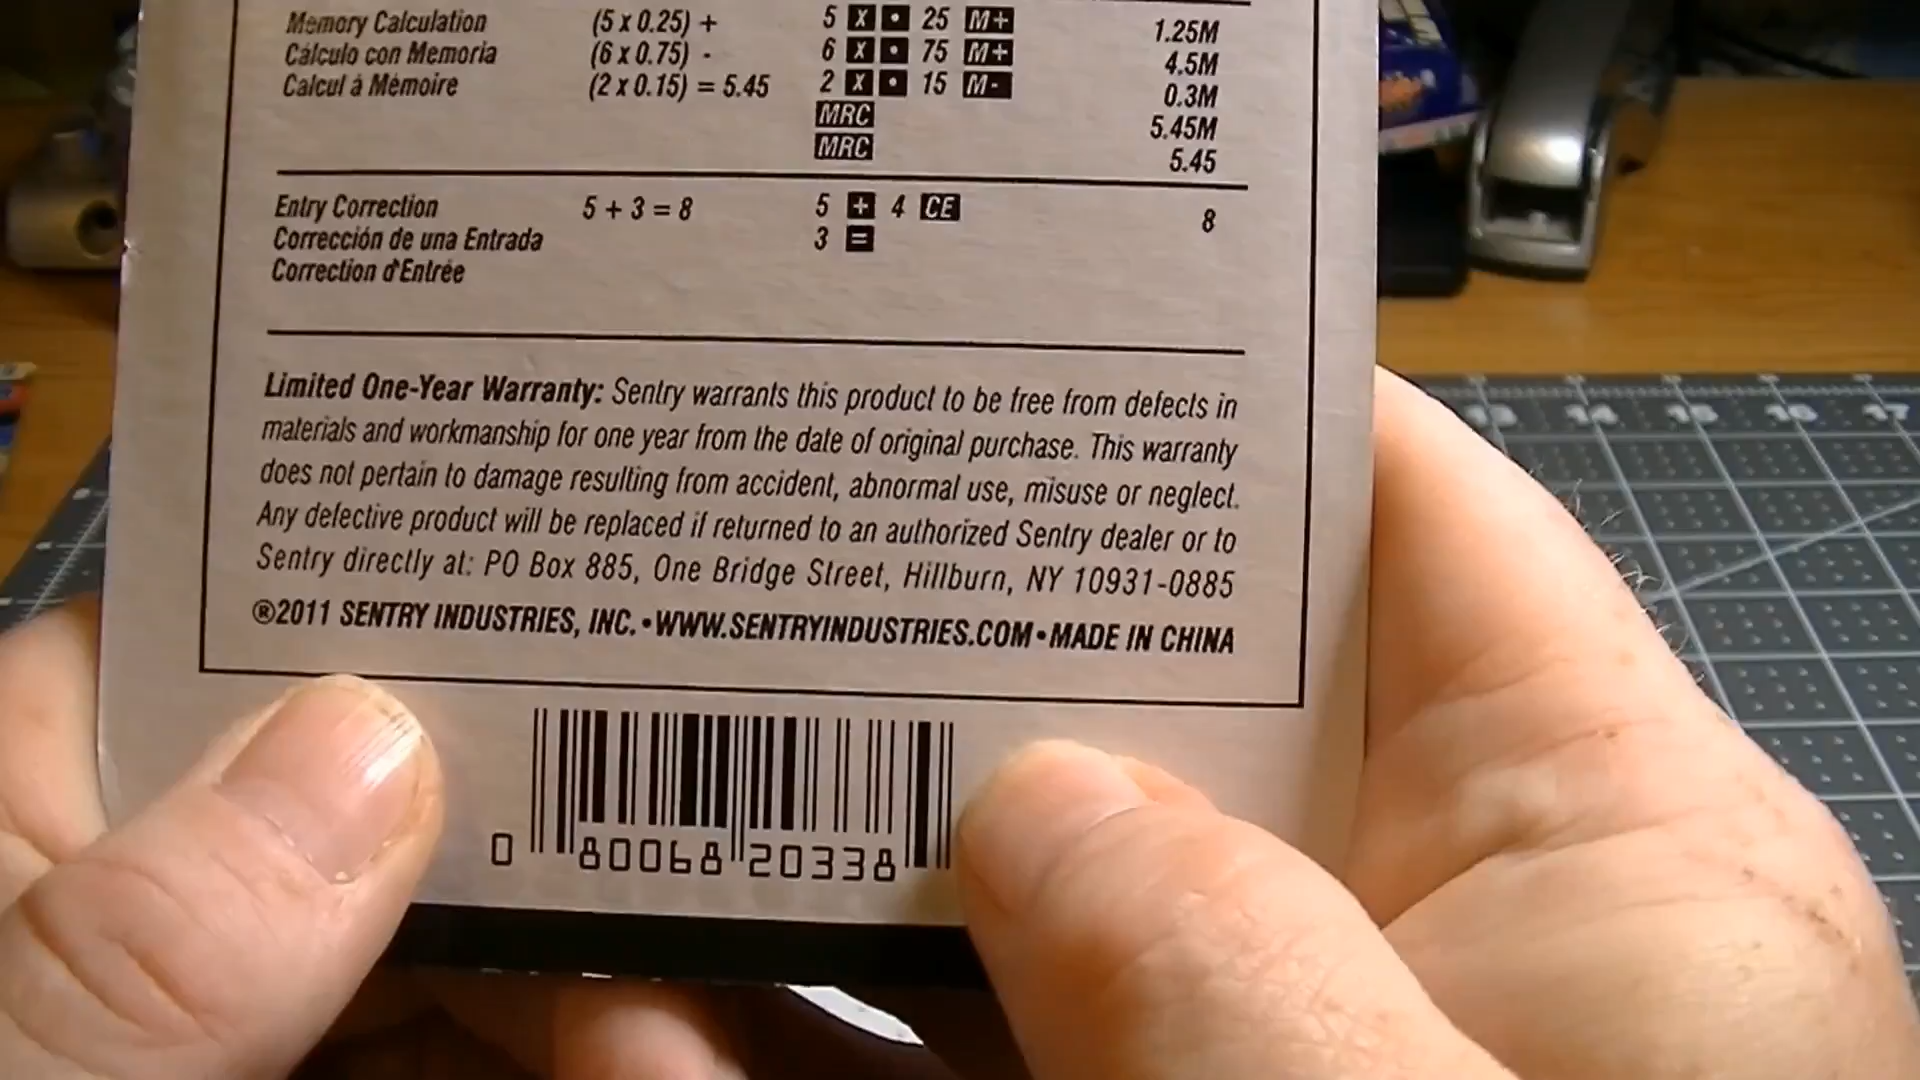 Memory Calculation (5 x 0.25) + 5 X • 25 M+ 1.25M
Cálculo con Memoria (6 x 0.75) - 6 X • 75 M+ 4.5M
Calcul à Mémoire (2 x 0.15) = 5.45 2 X • 15 M- 0.3M
MRC 5.45M
MRC 5.45
Entry Correction 5 + 3 = 8 5 + 4 CE 8
Corrección de una Entrada 3 =
Correction d'Entrée
Limited One-Year Warranty: Sentry warrants this product to be free from defects in
materials and workmanship for one year from the date of original purchase. This warranty
does not pertain to damage resulting from accident, abnormal use, misuse or neglect.
Any defective product will be replaced if returned to an authorized Sentry dealer or to
Sentry directly at: PO Box 885, One Bridge Street, Hillburn, NY 10931-0885
®2011 SENTRY INDUSTRIES, INC. • WWW.SENTRYINDUSTRIES.COM • MADE IN CHINA
0 80068 20338
13 14 15 16 17